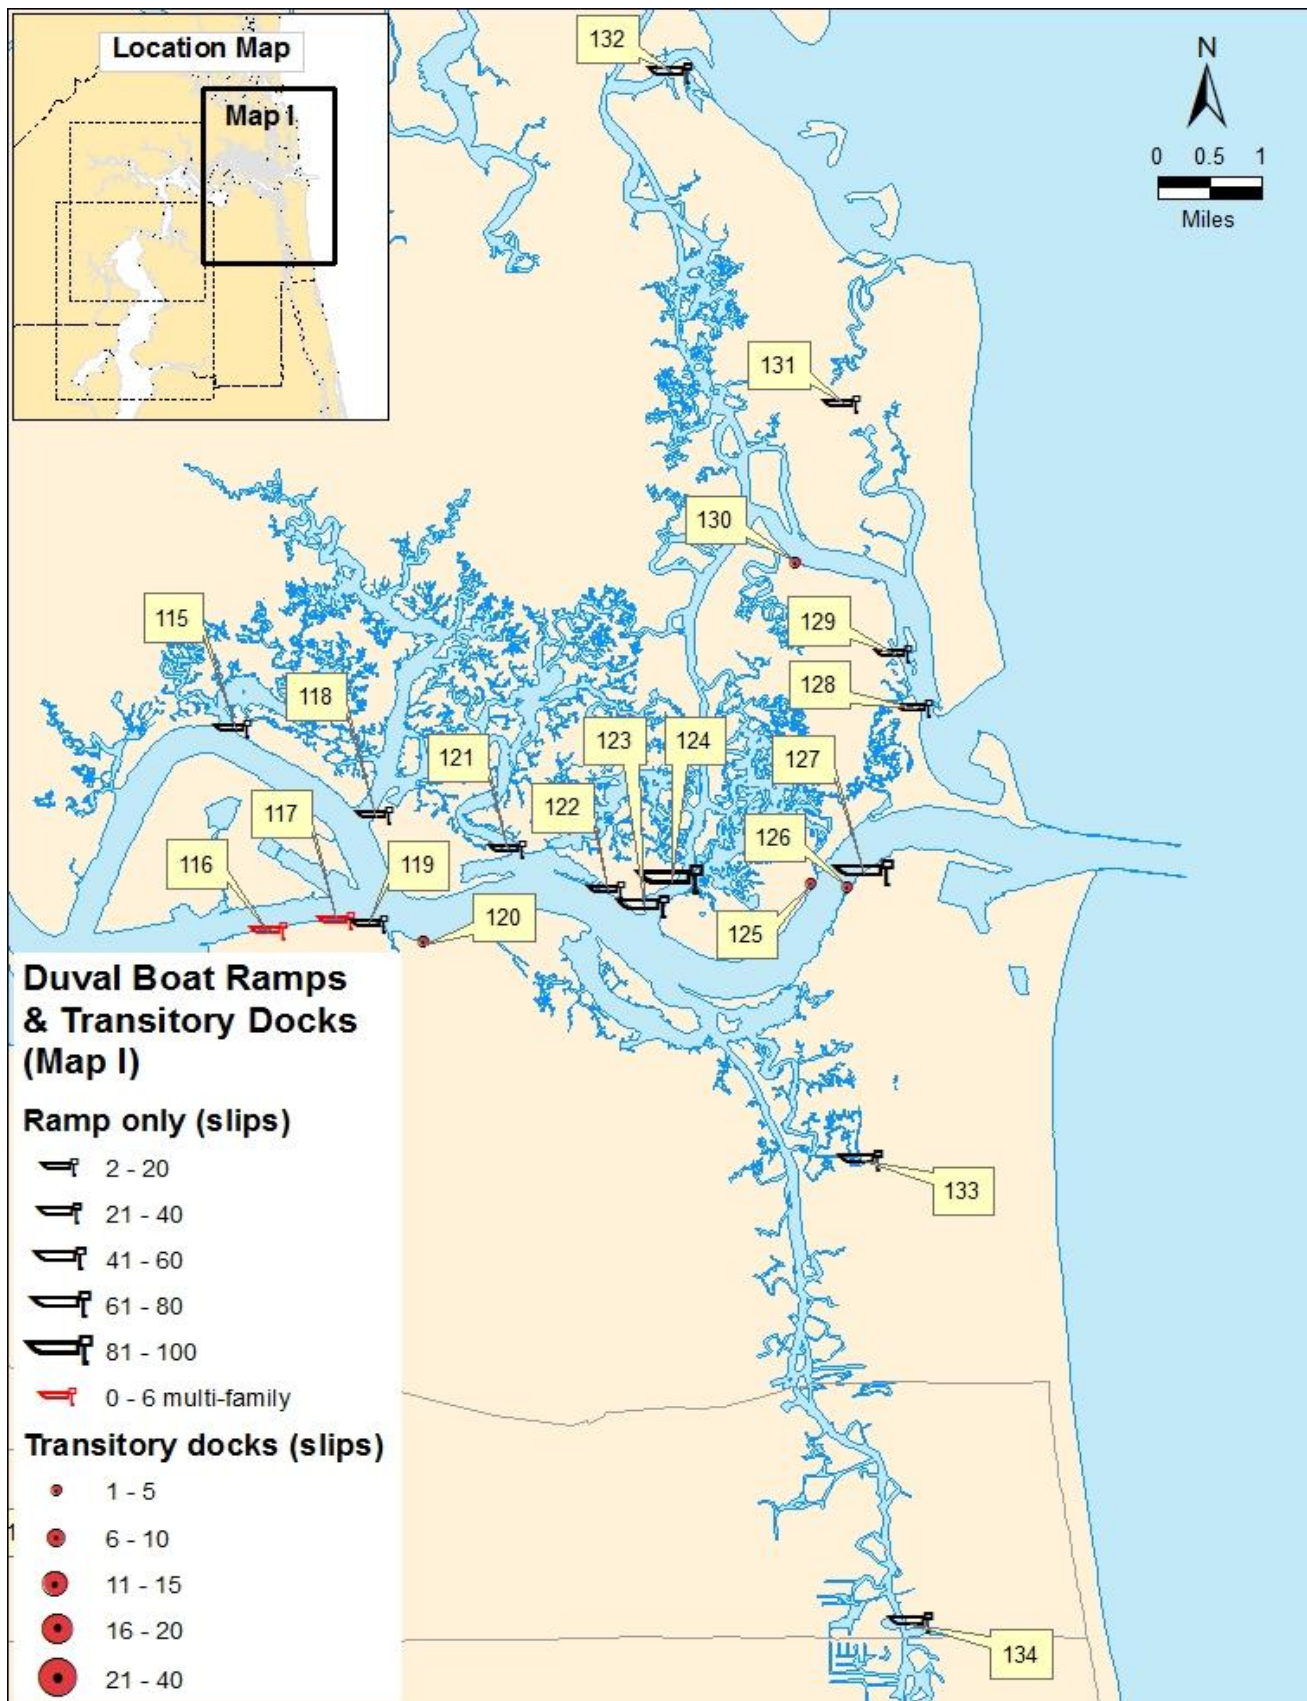 Location Map
Map I
N
0 0.5 1
Miles
132
131
130
129
128
115
118
123
124
127
121
122
117
126
116
119
120
125
133
134
Duval Boat Ramps
& Transitory Docks
(Map I)
Ramp only (slips)
2 - 20
21 - 40
41 - 60
61 - 80
81 - 100
0 - 6 multi-family
Transitory docks (slips)
1 - 5
6 - 10
11 - 15
16 - 20
21 - 40